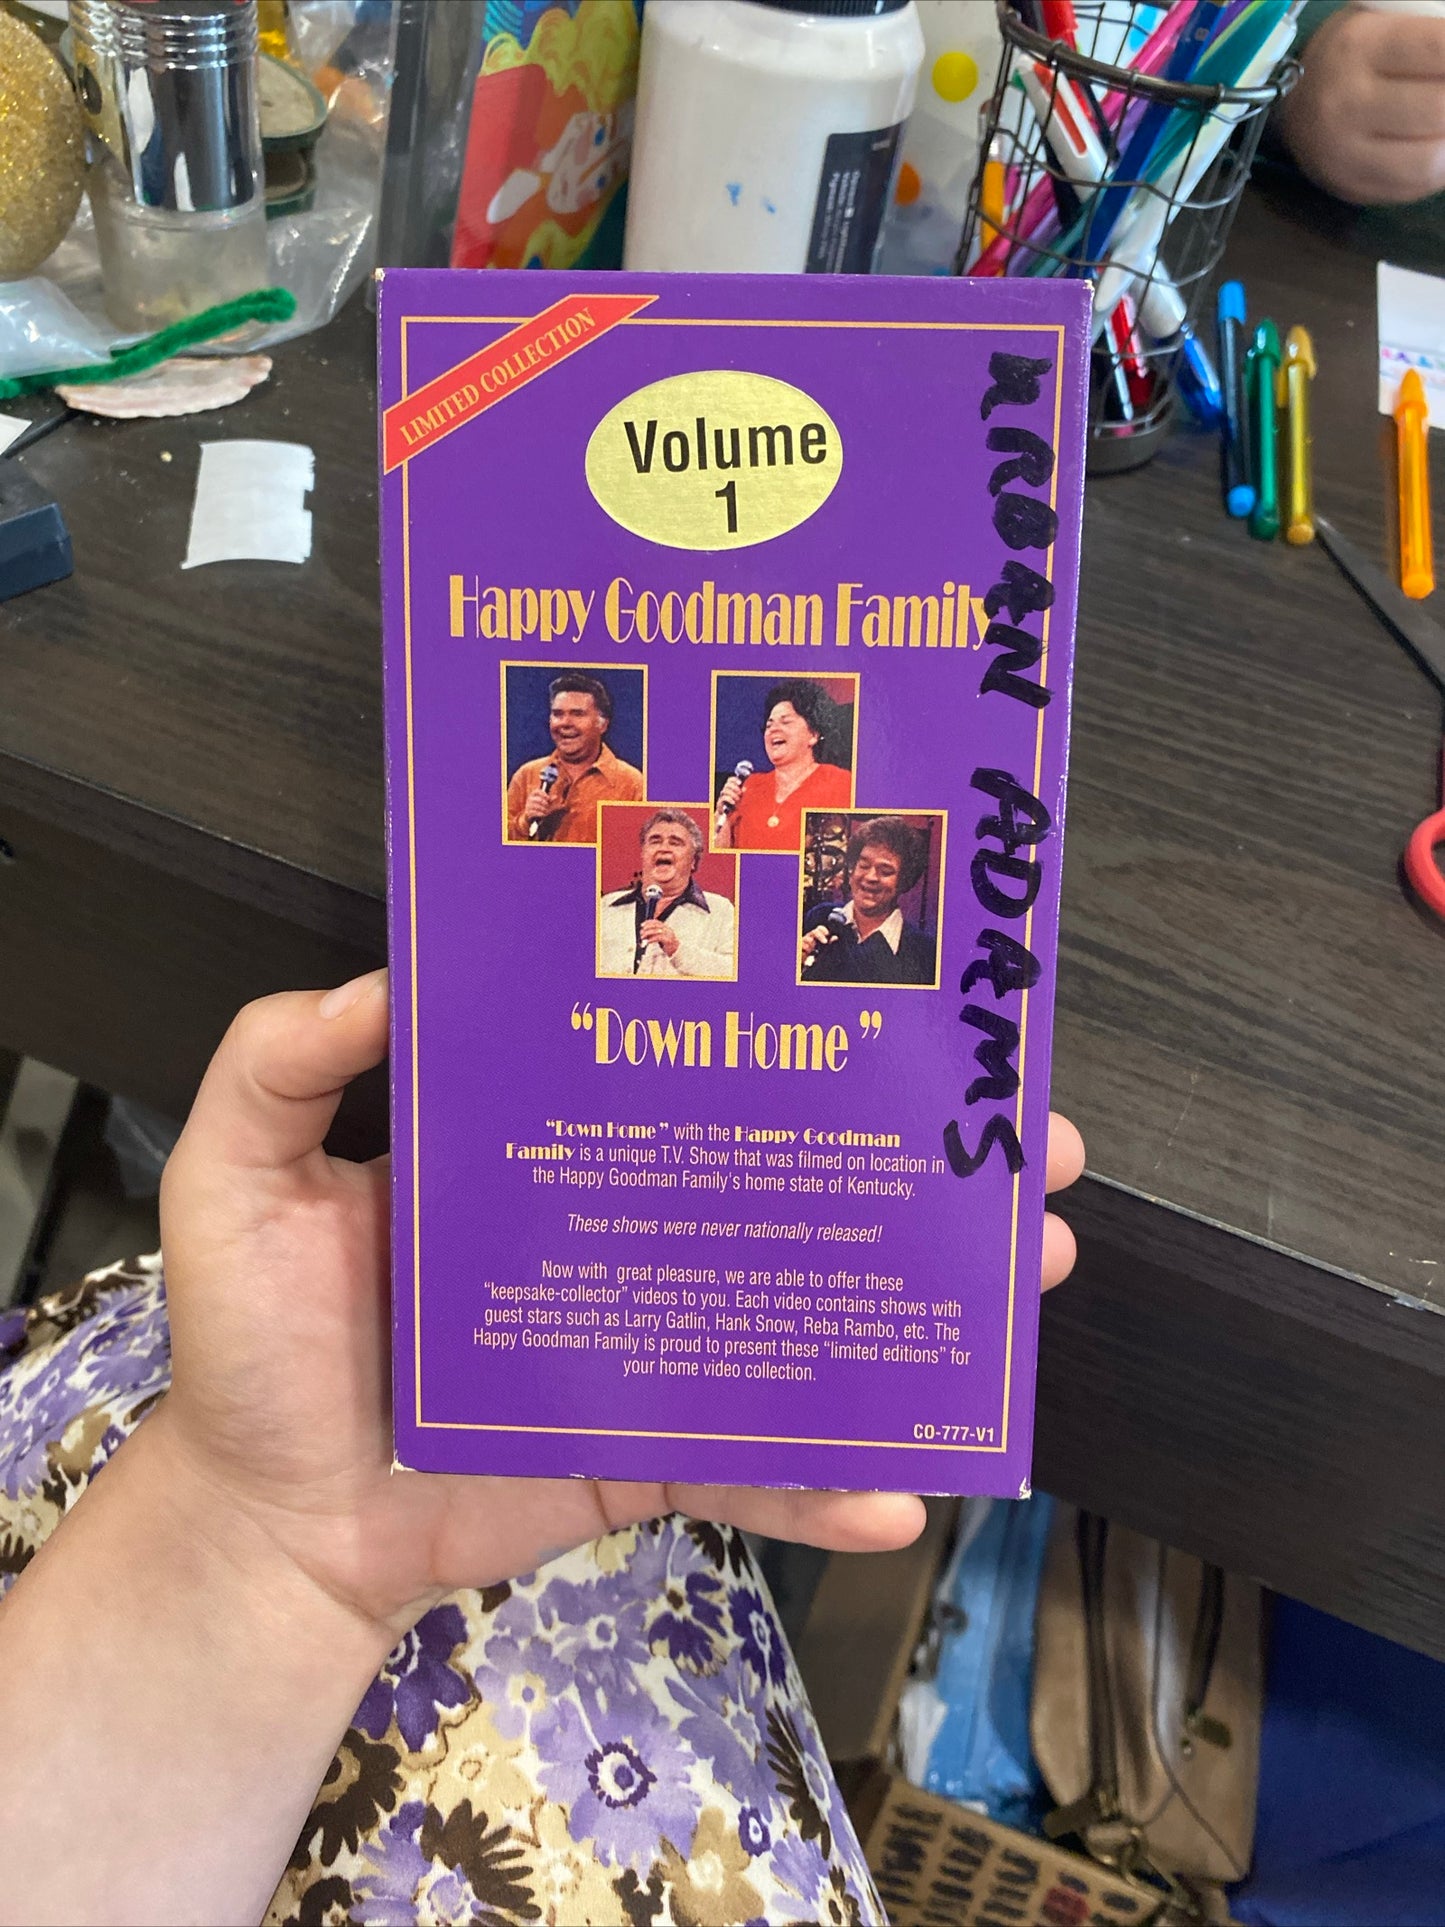 LIMITED COLLECTION
Volume
1
Happy Goodman Family
"Down Home"
"Down Home" with the Happy Goodman
Family is a unique T.V. Show that was filmed on location in
the Happy Goodman Family's home state of Kentucky.
These shows were never nationally released!
Now with great pleasure, we are able to offer these
"keepsake-collector" videos to you. Each video contains shows with
guest stars such as Larry Gatlin, Hank Snow, Reba Rambo, etc. The
Happy Goodman Family is proud to present these "limited editions" for
your home video collection.
CO-777-V1
URBAN ADAMS